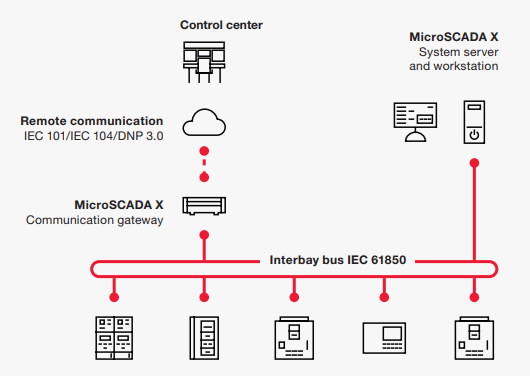 Control center
MicroSCADA X
System server
and workstation
Remote communication
IEC 101/IEC 104/DNP 3.0
MicroSCADA X
Communication gateway
Interbay bus IEC 61850